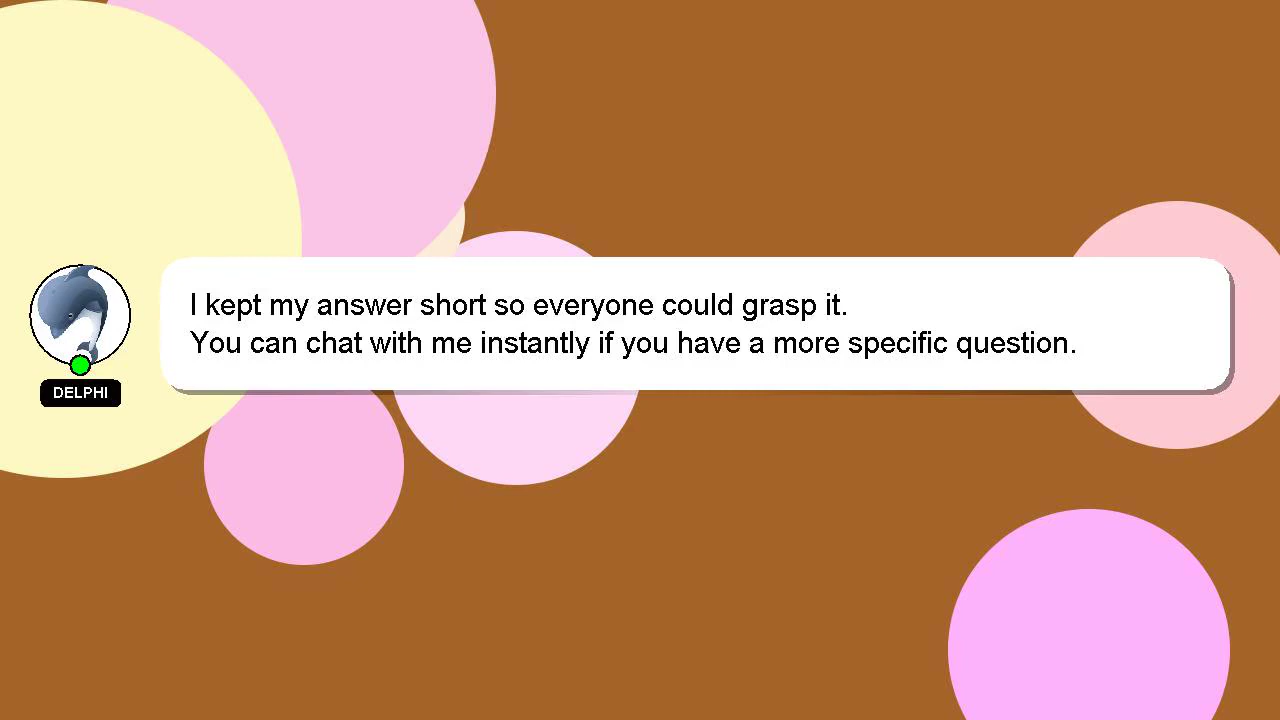 I kept my answer short so everyone could grasp it.
You can chat with me instantly if you have a more specific question.
DELPHI